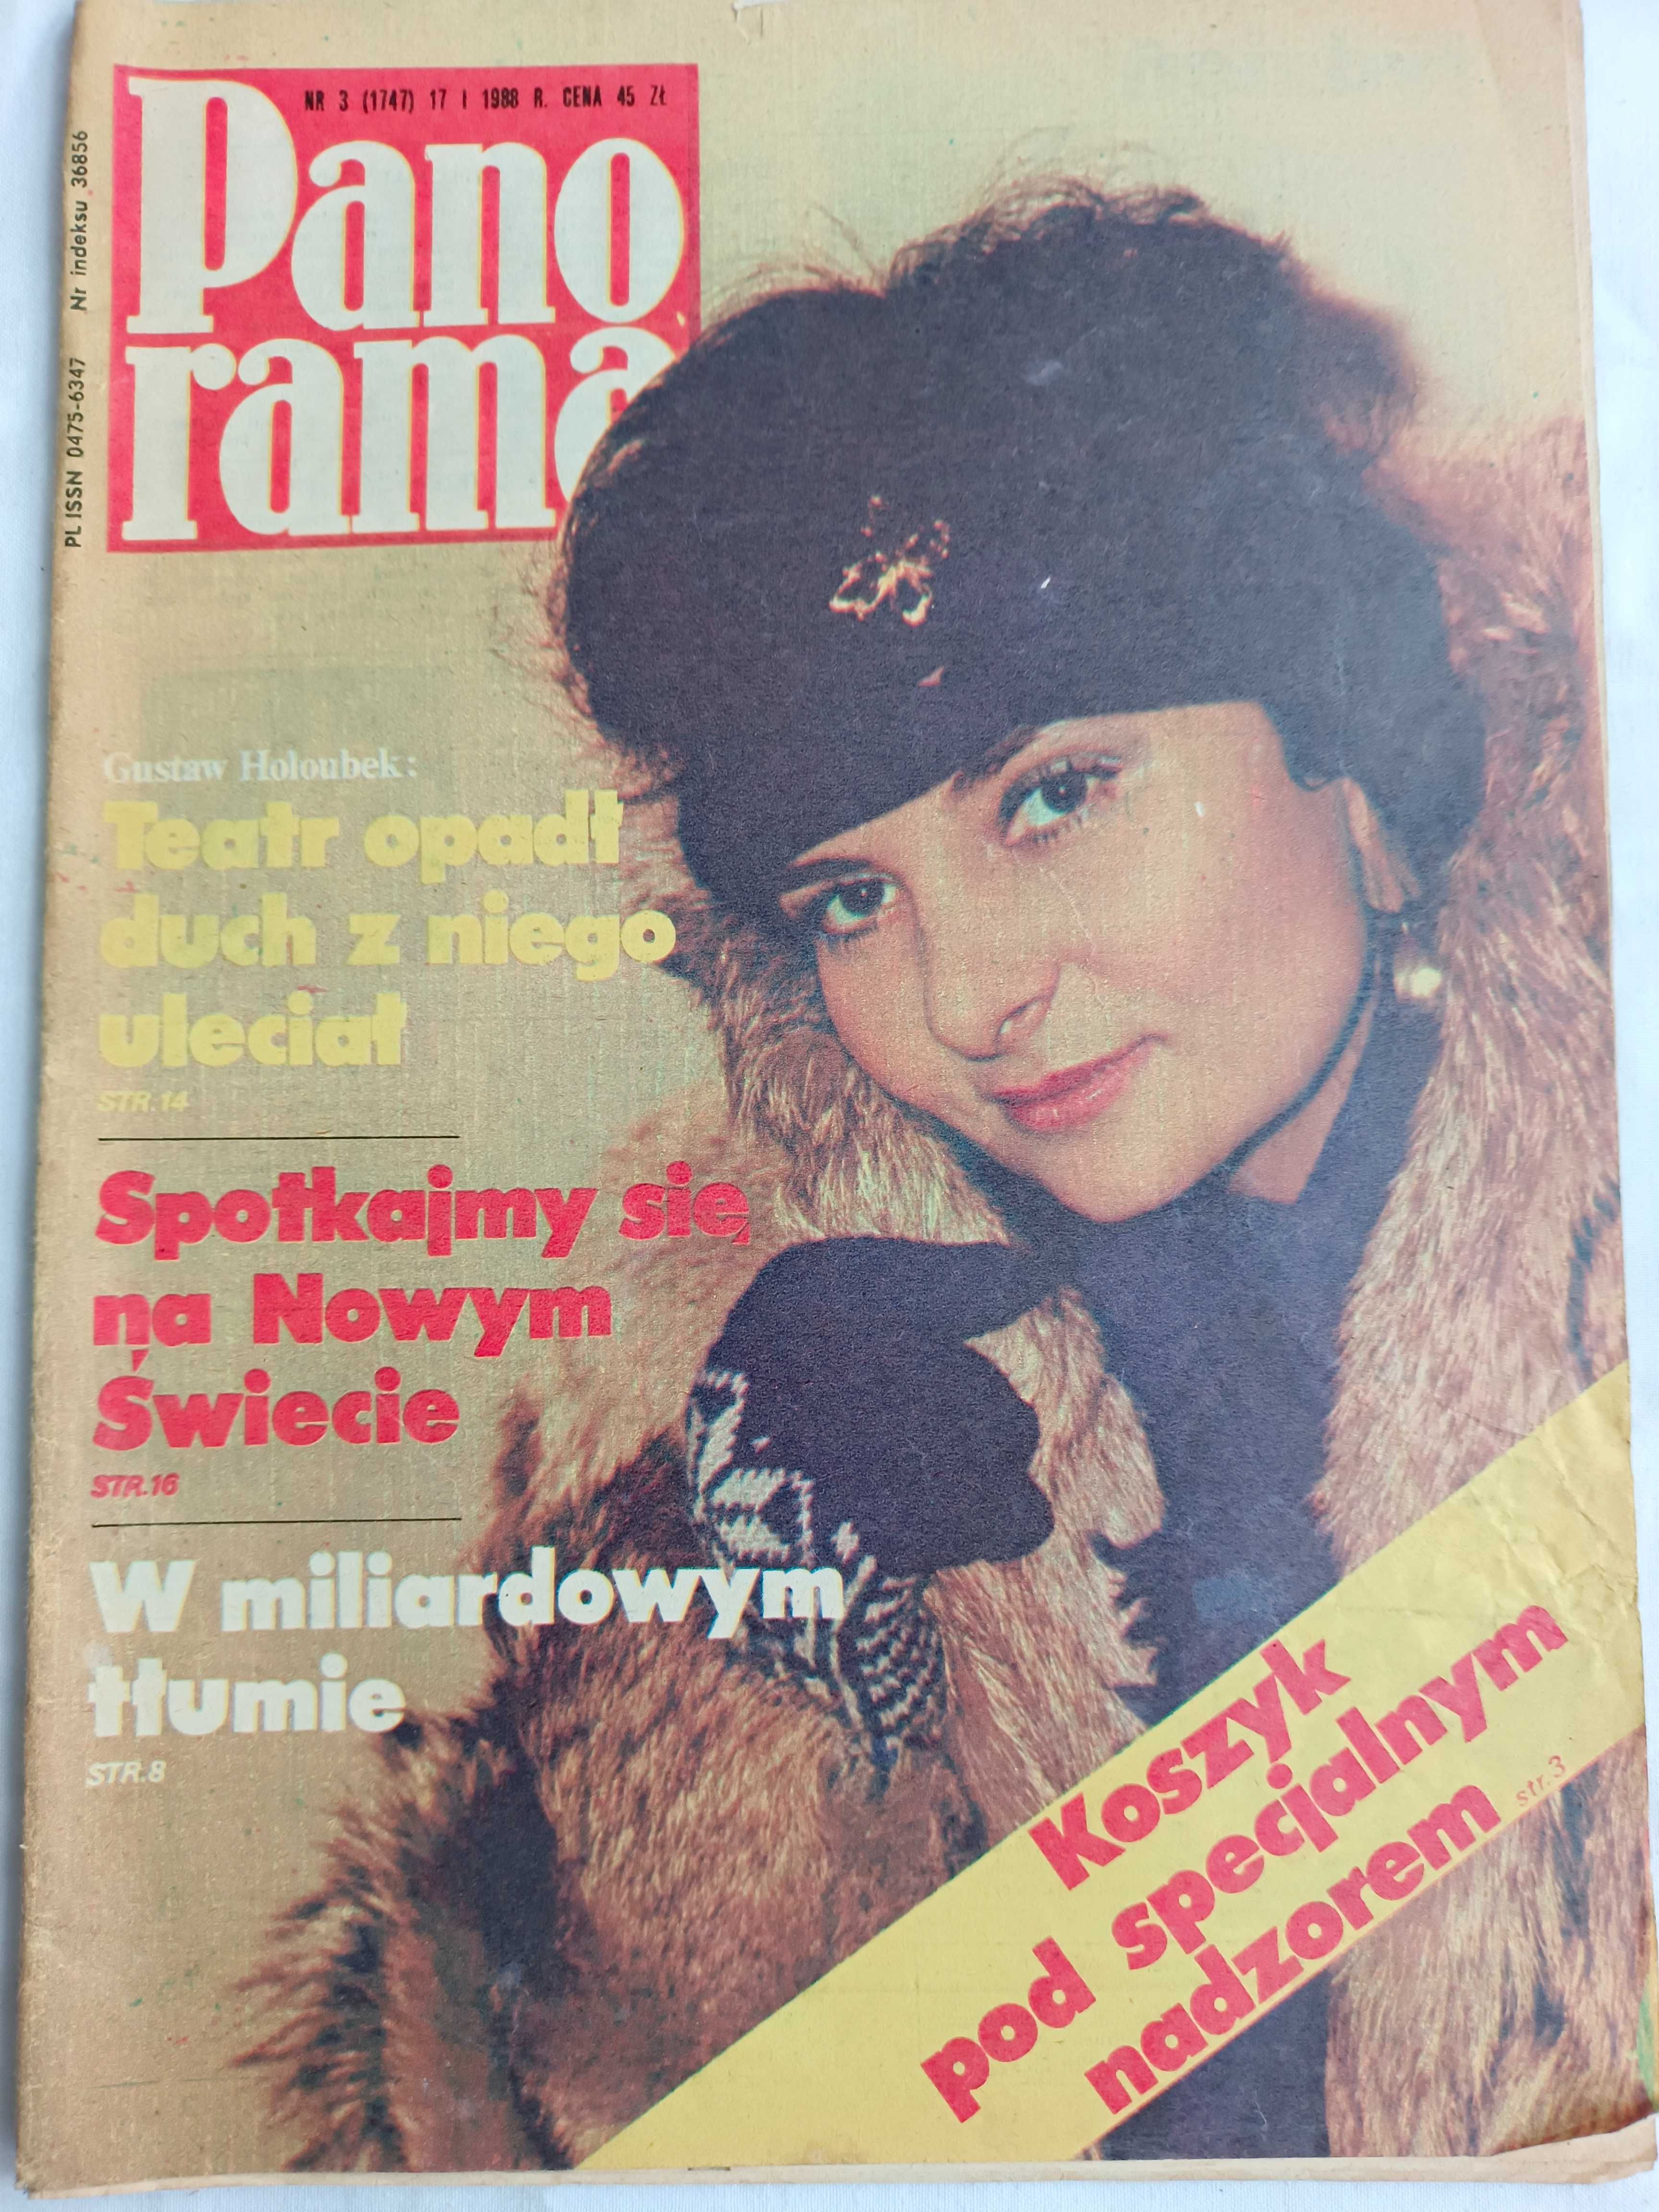 NR 3 (1747) 17 I 1988 R. CENA 45 ZŁ
Pano
rama
PL ISSN 0475-6347 Nr indeksu 36856
Gustaw Holoubek:
Teatr opadł
duch z niego
uleciał
STR.14
Spotkajmy się
na Nowym
Świecie
STR.16
W miliardowym
tłumie
STR.8
Koszyk
pod specjalnym
nadzorem str.3